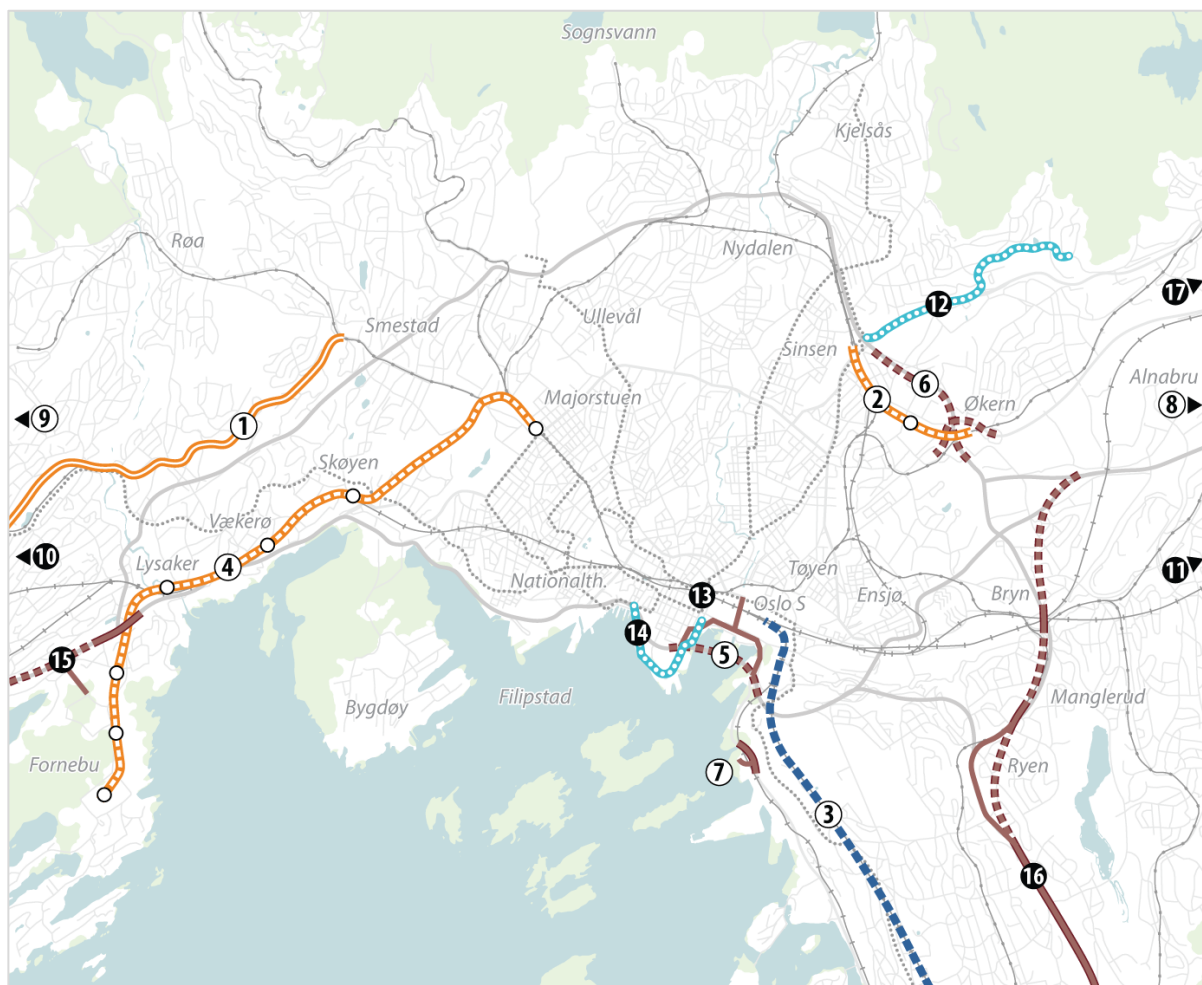 Sognsvann
Kjelsås
Røa
Nydalen
17
12
Smestad
Ullevål
Sinsen
6
Alnabru
9
1
Majorstuen
2
Økern
8
Skøyen
Vækerø
10
Lysaker
4
Nationalth.
13
Oslo S
Tøyen
Ensjø
Bryn
11
14
5
15
Filipstad
Bygdøy
Manglerud
Fornebu
7
Ryen
3
16